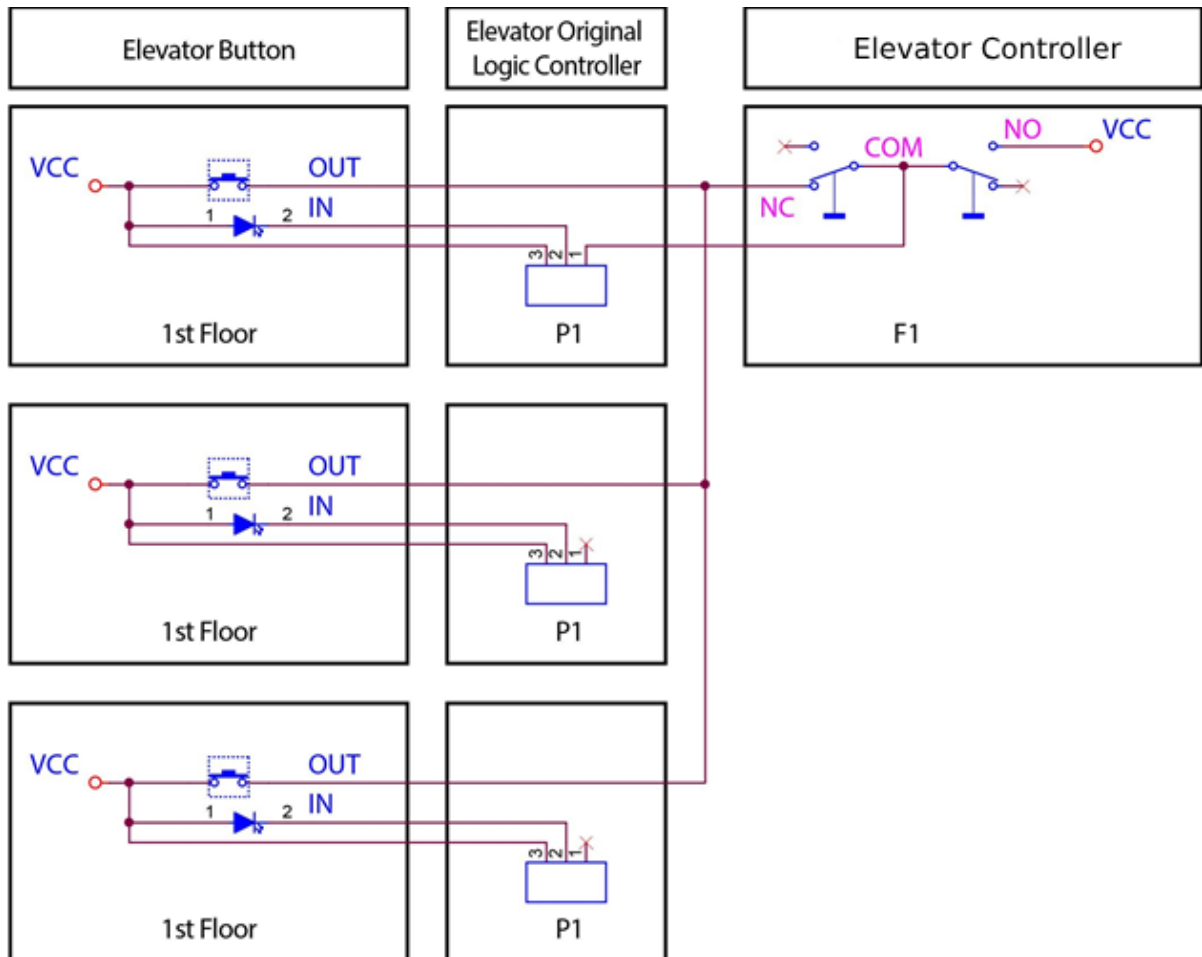 Elevator Button
Elevator Original
Logic Controller
Elevator Controller
VCC
OUT
1
2
IN
3
2
1
1st Floor
P1
NC
COM
NO
VCC
F1
VCC
OUT
1
2
IN
3
2
1
1st Floor
P1
VCC
OUT
1
2
IN
3
2
1
1st Floor
P1